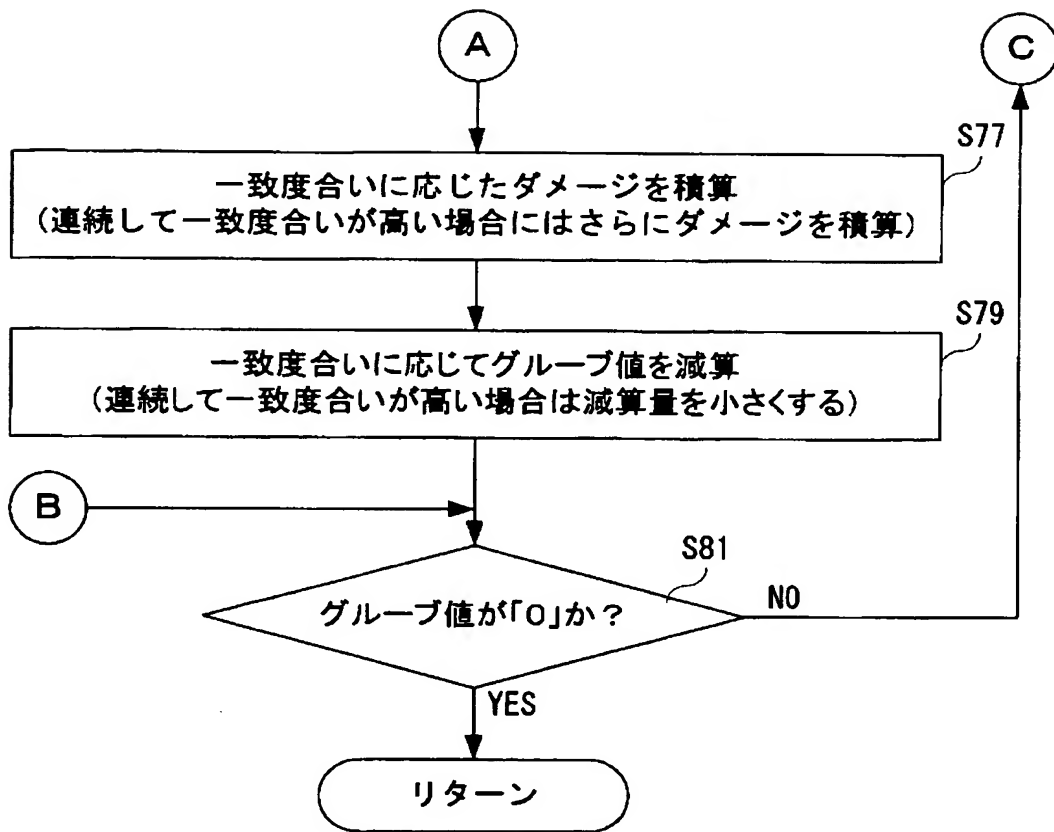 A
C
S77
一致度合いに応じたダメージを積算
(連続して一致度合いが高い場合にはさらにダメージを積算)
S79
一致度合いに応じてグルーブ値を減算
(連続して一致度合いが高い場合は減算量を小さくする)
B
S81
グルーブ値が「0」か?
NO
YES
リターン